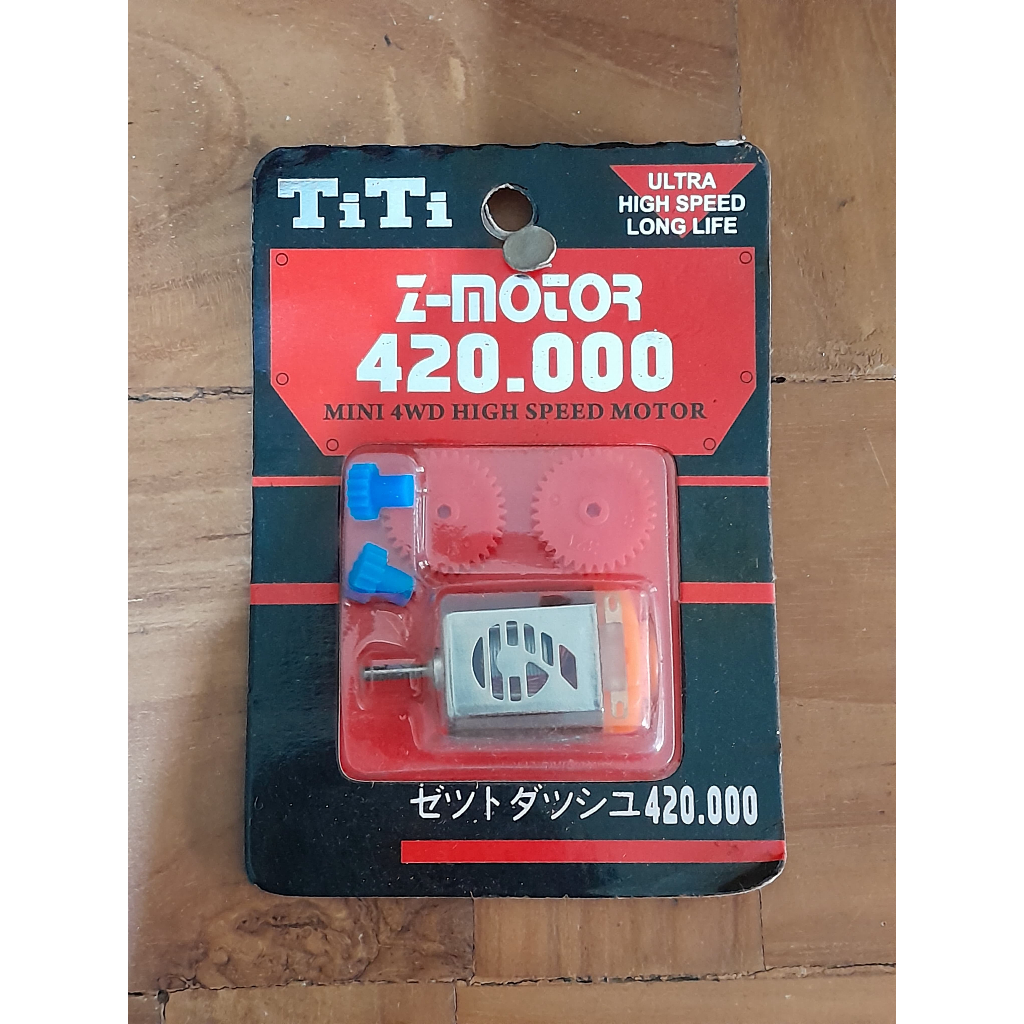 TiTi
ULTRA
HIGH SPEED
LONG LIFE
Z-MOTOR
420.000
MINI 4WD HIGH SPEED MOTOR
ゼツトダツシユ420.000